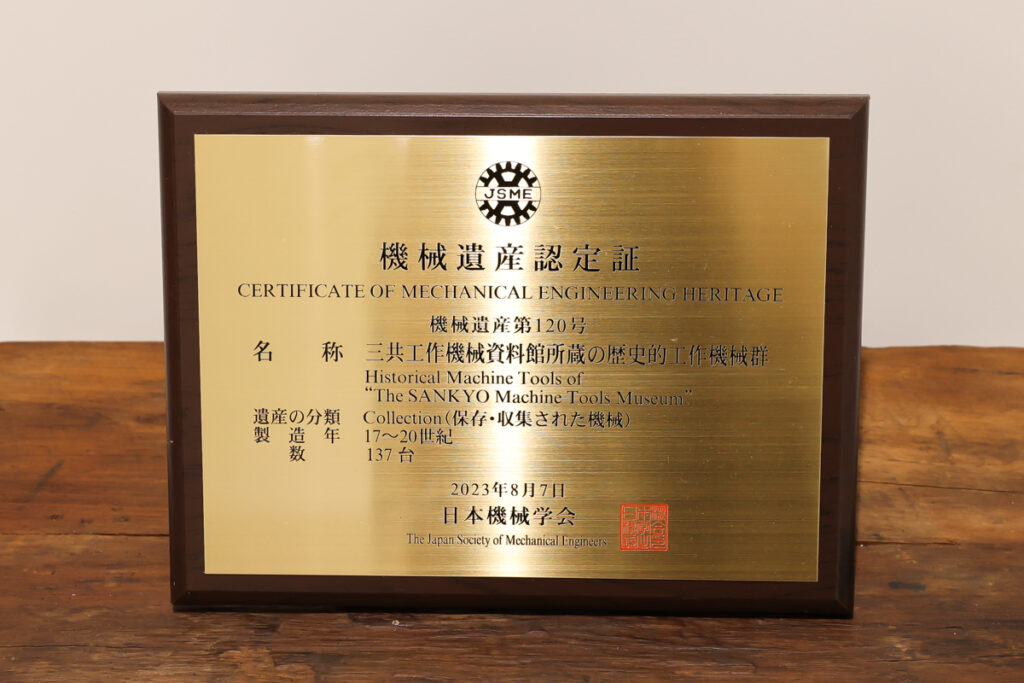 JSME
機械遺産認定証
CERTIFICATE OF MECHANICAL ENGINEERING HERITAGE
機械遺産第120号
名 称 三共工作機械資料館所蔵の歴史的工作機械群
Historical Machine Tools of
“The SANKYO Machine Tools Museum”
遺産の分類 Collection(保存・収集された機械)
製 造 年 17〜20世紀
数 137 台
2023年8月7日
日本機械学会
The Japan Society of Mechanical Engineers